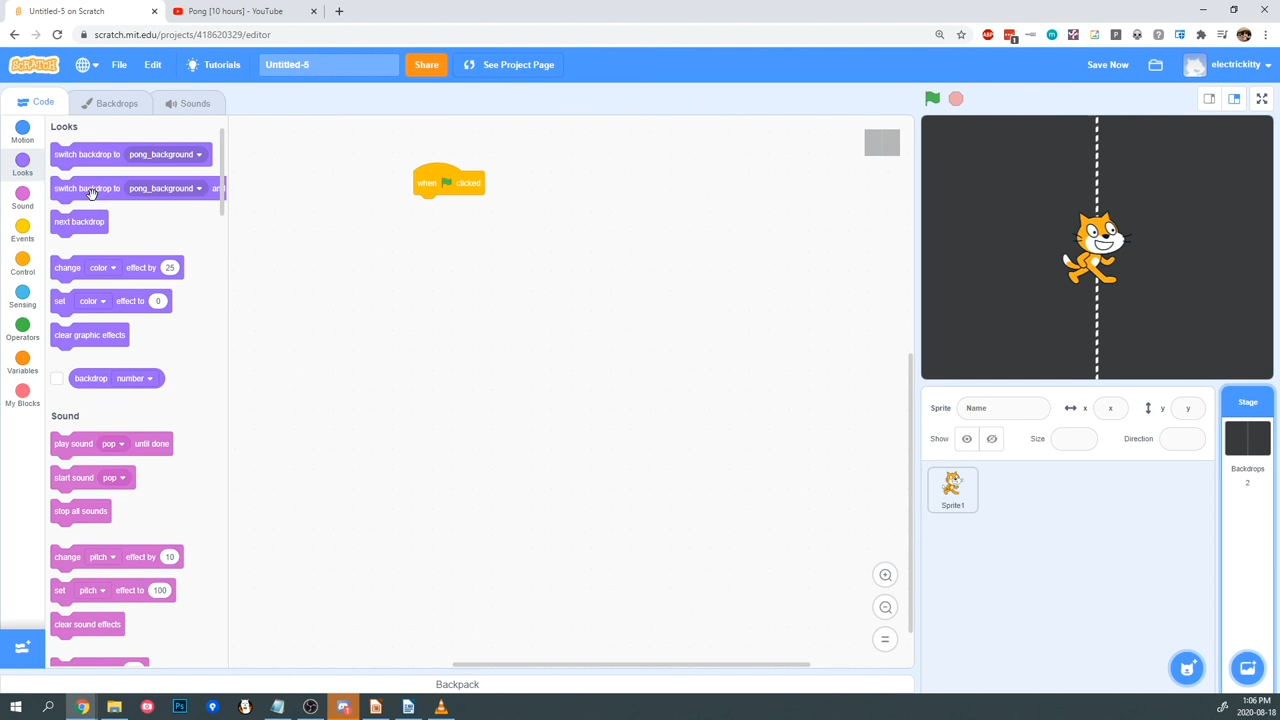 Untitled-5 on Scratch
Pong [10 hours] - YouTube
scratch.mit.edu/projects/418620329/editor
ABP
1
SCRATCH
File
Edit
Tutorials
Untitled-5
Share
See Project Page
Save Now
electrickitty
Code
Backdrops
Sounds
Motion
Looks
Sound
Events
Control
Sensing
Operators
Variables
My Blocks
Looks
switch backdrop to pong_background
switch backdrop to pong_background
next backdrop
change color effect by 25
set color effect to 0
clear graphic effects
backdrop number
Sound
play sound pop until done
start sound pop
stop all sounds
change pitch effect by 10
set pitch effect to 100
clear sound effects
when clicked
Sprite
Name
x
x
y
y
Show
Size
Direction
Sprite1
Stage
Backdrops
2
Backpack
Ps
1:06 PM
2020-08-18